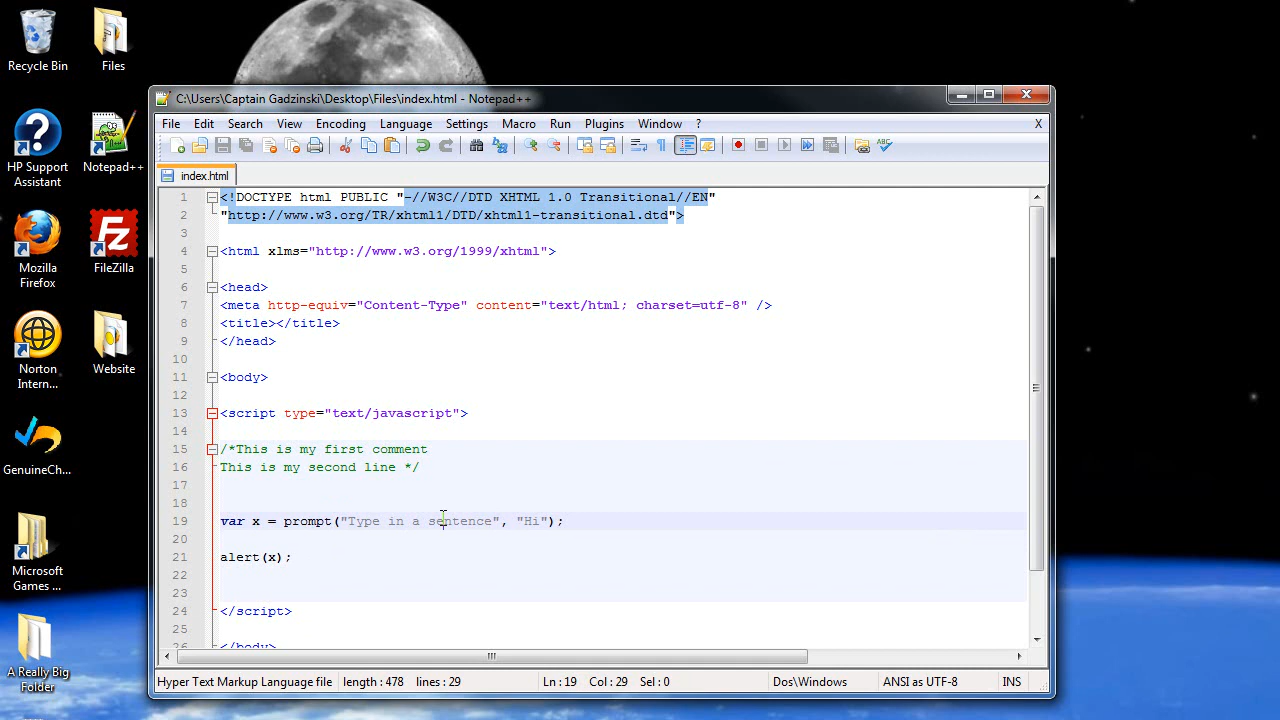 Recycle Bin
Files
HP Support
Assistant
Notepad++
Mozilla
Firefox
FileZilla
Norton
Intern...
Website
GenuineCh...
Microsoft
Games ...
A Really Big
Folder
C:\Users\Captain Gadzinski\Desktop\Files\index.html - Notepad++
File Edit Search View Encoding Language Settings Macro Run Plugins Window ? X
index.html
1 <!DOCTYPE html PUBLIC "-//W3C//DTD XHTML 1.0 Transitional//EN"
2 "http://www.w3.org/TR/xhtml1/DTD/xhtml1-transitional.dtd">
3
4 <html xlms="http://www.w3.org/1999/xhtml">
5
6 <head>
7 <meta http-equiv="Content-Type" content="text/html; charset=utf-8" />
8 <title></title>
9 </head>
10
11 <body>
12
13 <script type="text/javascript">
14
15 /*This is my first comment
16 This is my second line */
17
18
19 var x = prompt("Type in a sentence", "Hi");
20
21 alert(x);
22
23
24 </script>
25
26 </body>
Hyper Text Markup Language file length : 478 lines : 29 Ln : 19 Col : 29 Sel : 0 Dos\Windows ANSI as UTF-8 INS